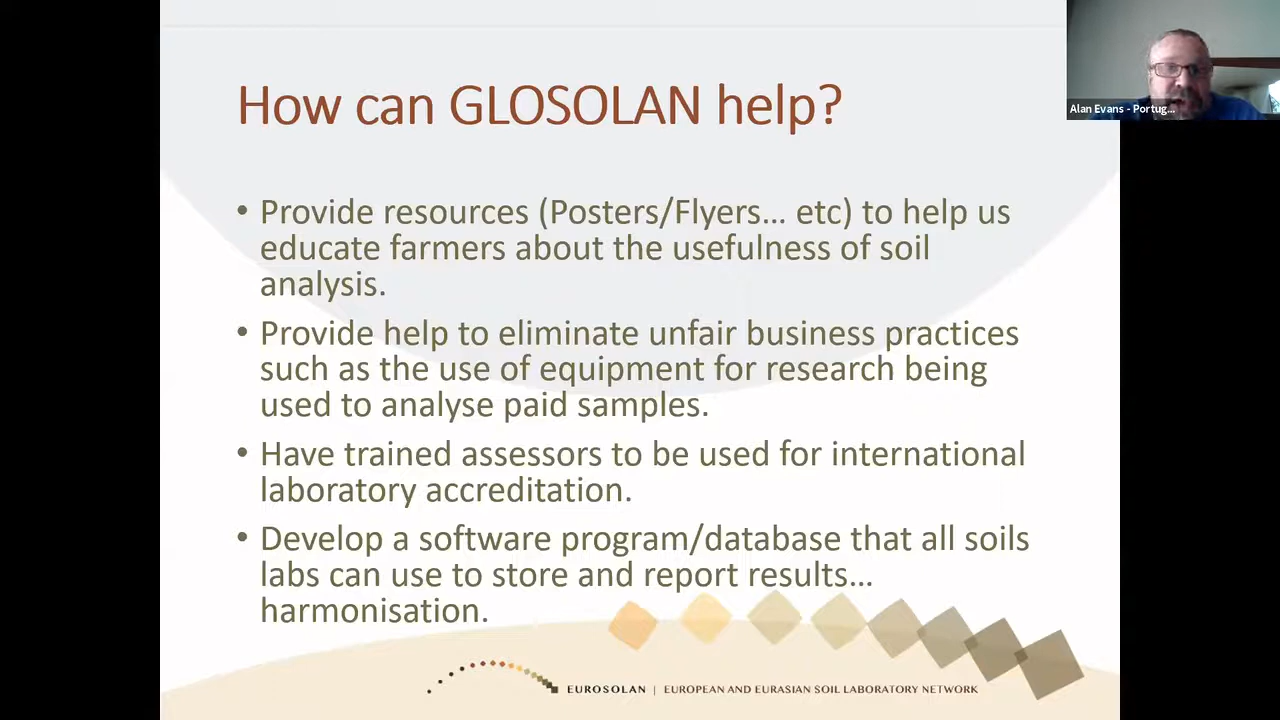 How can GLOSOLAN help?
Alan Evans - Portug...
• Provide resources (Posters/Flyers... etc) to help us
educate farmers about the usefulness of soil
analysis.
• Provide help to eliminate unfair business practices
such as the use of equipment for research being
used to analyse paid samples.
• Have trained assessors to be used for international
laboratory accreditation.
• Develop a software program/database that all soils
labs can use to store and report results...
harmonisation.
EUROSOLAN | EUROPEAN AND EURASIAN SOIL LABORATORY NETWORK